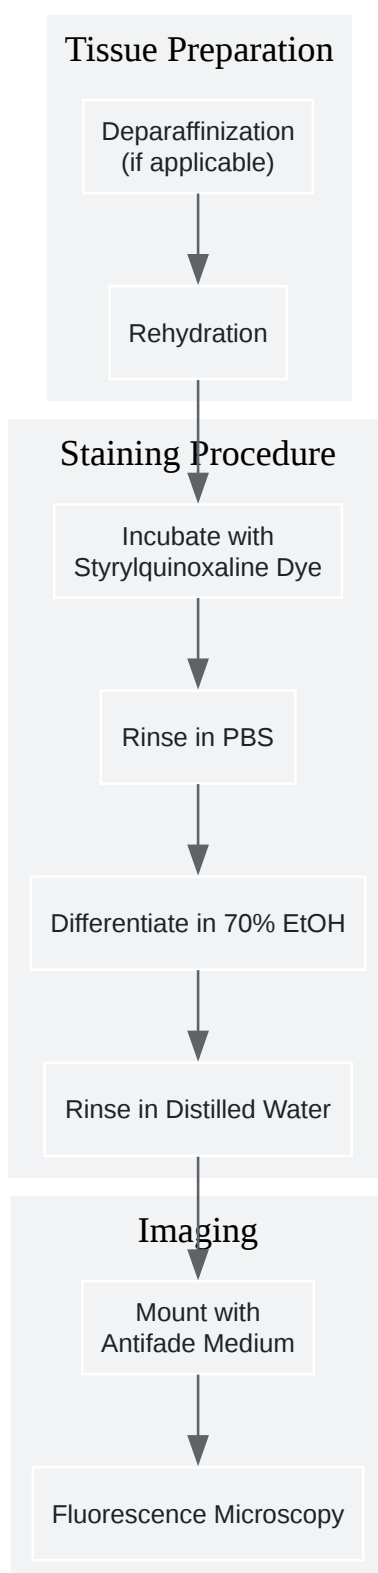 Tissue Preparation
Deparaffinization
(if applicable)
Rehydration
Staining Procedure
Incubate with
Styrylquinoxaline Dye
Rinse in PBS
Differentiate in 70% EtOH
Rinse in Distilled Water
Imaging
Mount with
Antifade Medium
Fluorescence Microscopy